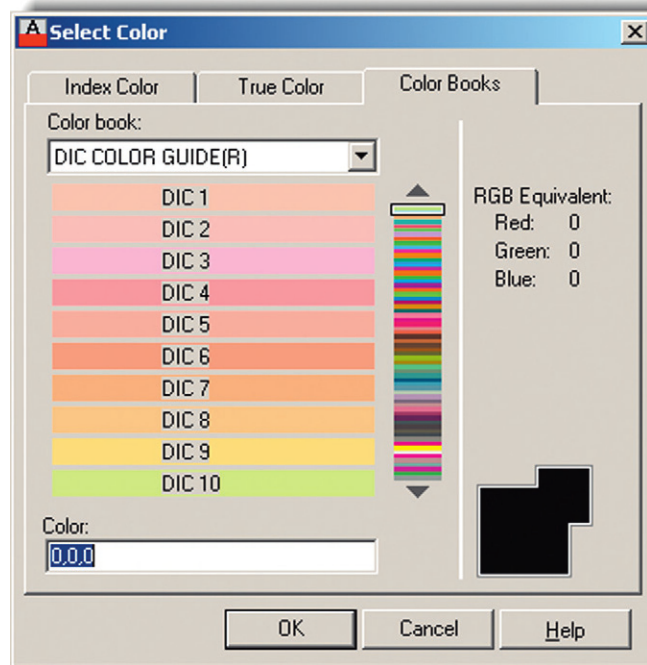 A Select Color
Index Color
True Color
Color Books
Color book:
DIC COLOR GUIDE(R)
DIC 1
DIC 2
DIC 3
DIC 4
DIC 5
DIC 6
DIC 7
DIC 8
DIC 9
DIC 10
RGB Equivalent:
Red: 0
Green: 0
Blue: 0
Color:
0,0,0
OK
Cancel
Help